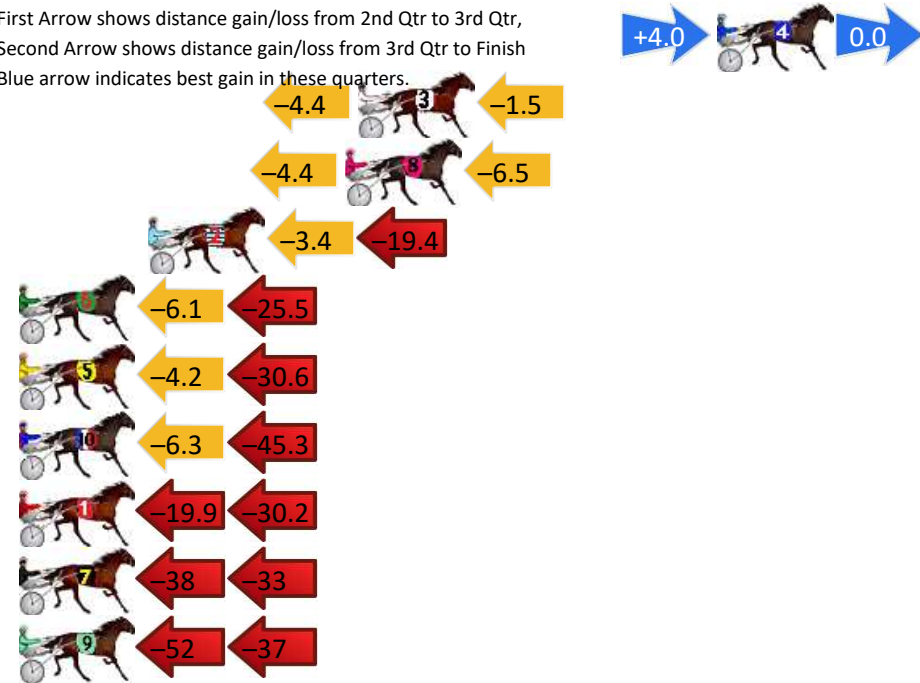 First Arrow shows distance gain/loss from 2nd Qtr to 3rd Qtr,
Second Arrow shows distance gain/loss from 3rd Qtr to Finish
Blue arrow indicates best gain in these quarters.
+4.0 4 0.0
−4.4 3 −1.5
−4.4 8 −6.5
2 −3.4 −19.4
6 −6.1 −25.5
5 −4.2 −30.6
10 −6.3 −45.3
1 −19.9 −30.2
7 −38 −33
9 −52 −37